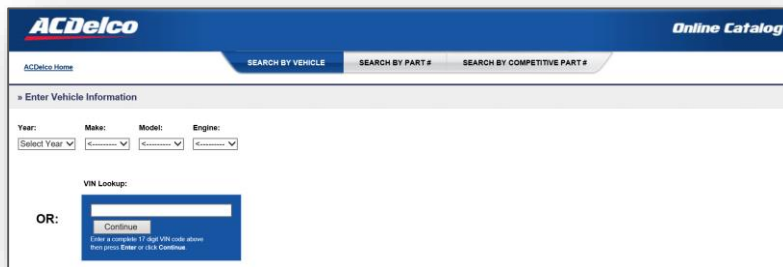 ACDelco
Online Catalog
ACDelco Home
SEARCH BY VEHICLE
SEARCH BY PART #
SEARCH BY COMPETITIVE PART #
» Enter Vehicle Information
Year: Make: Model: Engine:
Select Year <--------- <--------- <---------
VIN Lookup:
OR:
Continue
Enter a complete 17 digit VIN code above
then press Enter or click Continue